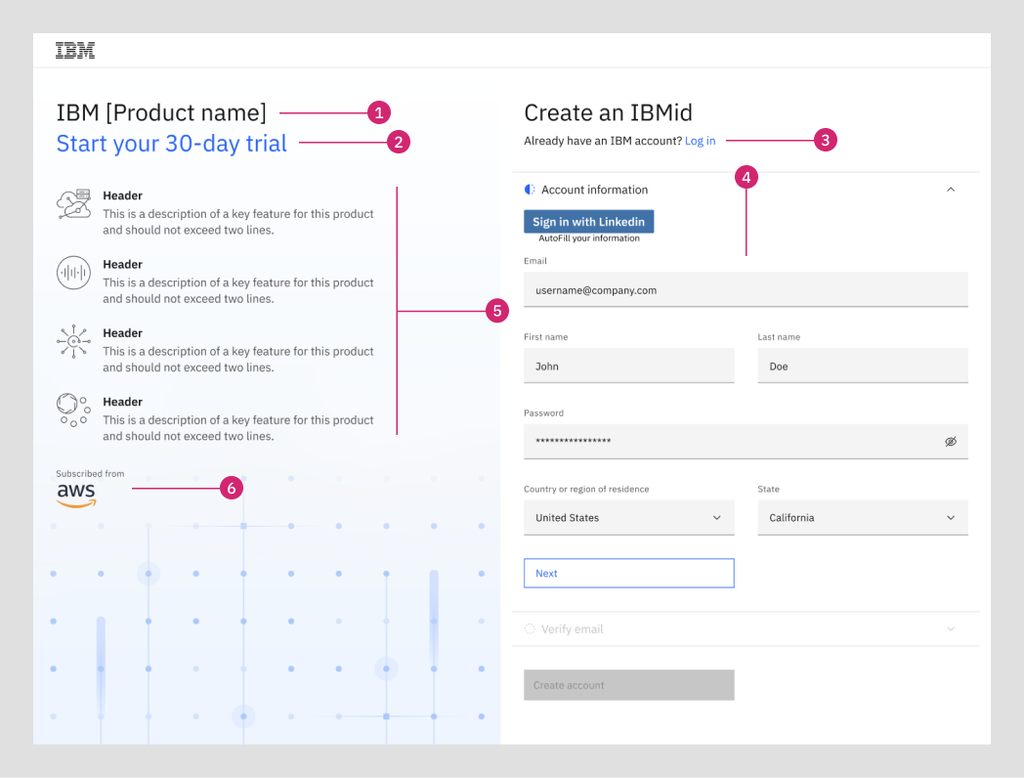 IBM
IBM [Product name]
1
Start your 30-day trial
2
Header
This is a description of a key feature for this product
and should not exceed two lines.
Header
This is a description of a key feature for this product
and should not exceed two lines.
Header
This is a description of a key feature for this product
and should not exceed two lines.
Header
This is a description of a key feature for this product
and should not exceed two lines.
5
Subscribed from
aws
6
Create an IBMid
Already have an IBM account? Log in
3
4
Account information
Sign in with Linkedin
AutoFill your information
Email
username@company.com
First name
Last name
John
Doe
Password
****************
Country or region of residence
State
United States
California
Next
Verify email
Create account